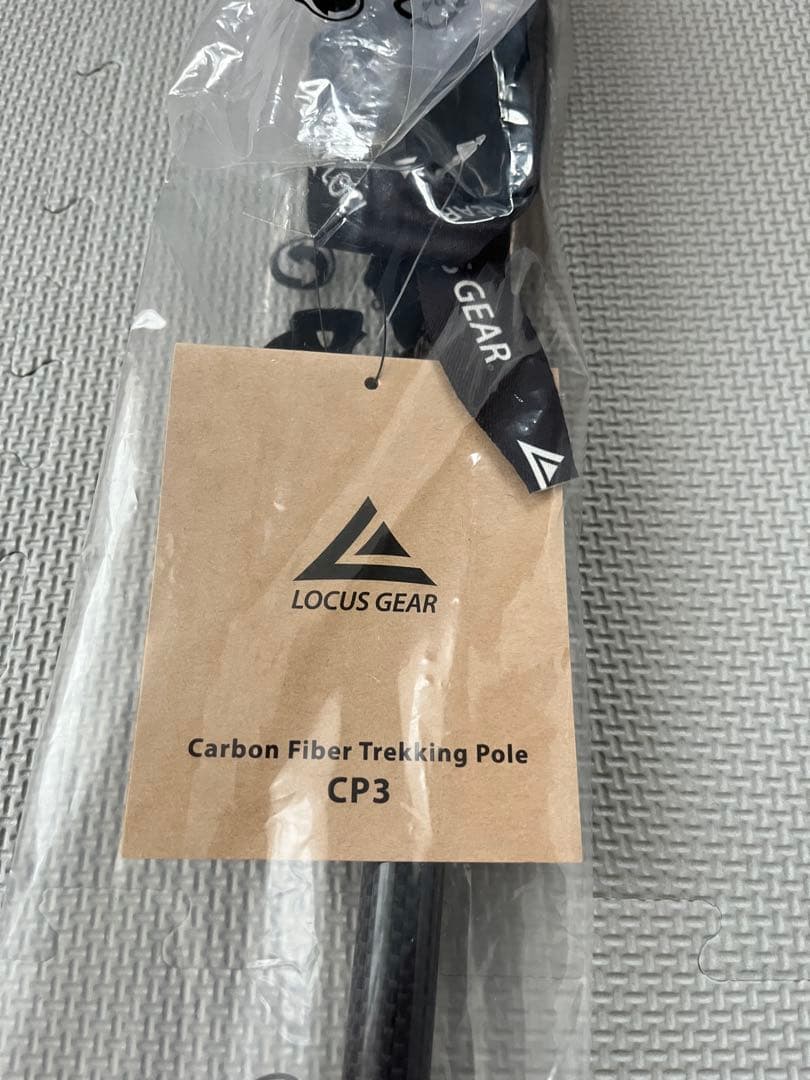 GEAR
LOCUS GEAR
Carbon Fiber Trekking Pole
CP3